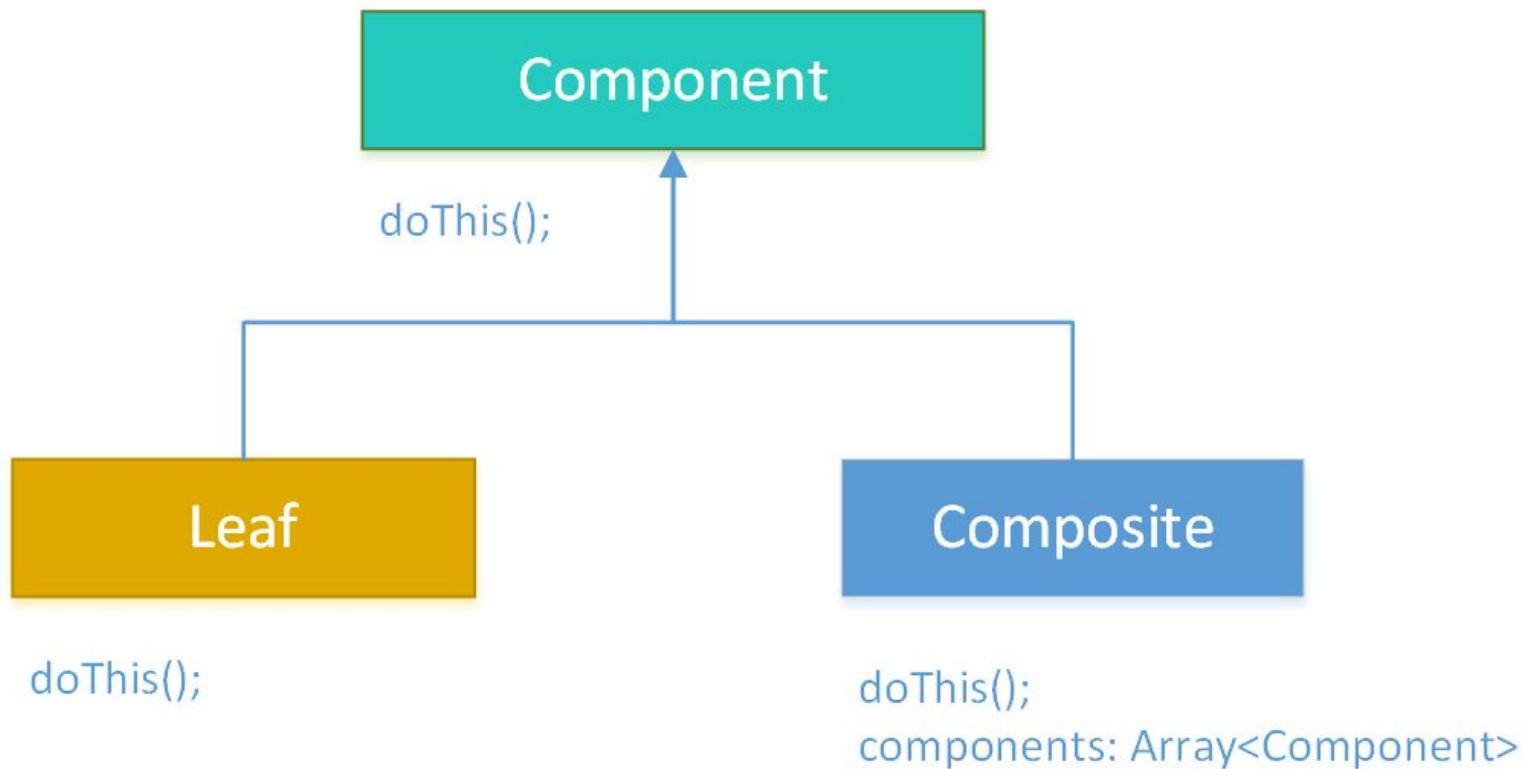 Component
doThis();
Leaf
Composite
doThis();
doThis();
components: Array<Component>